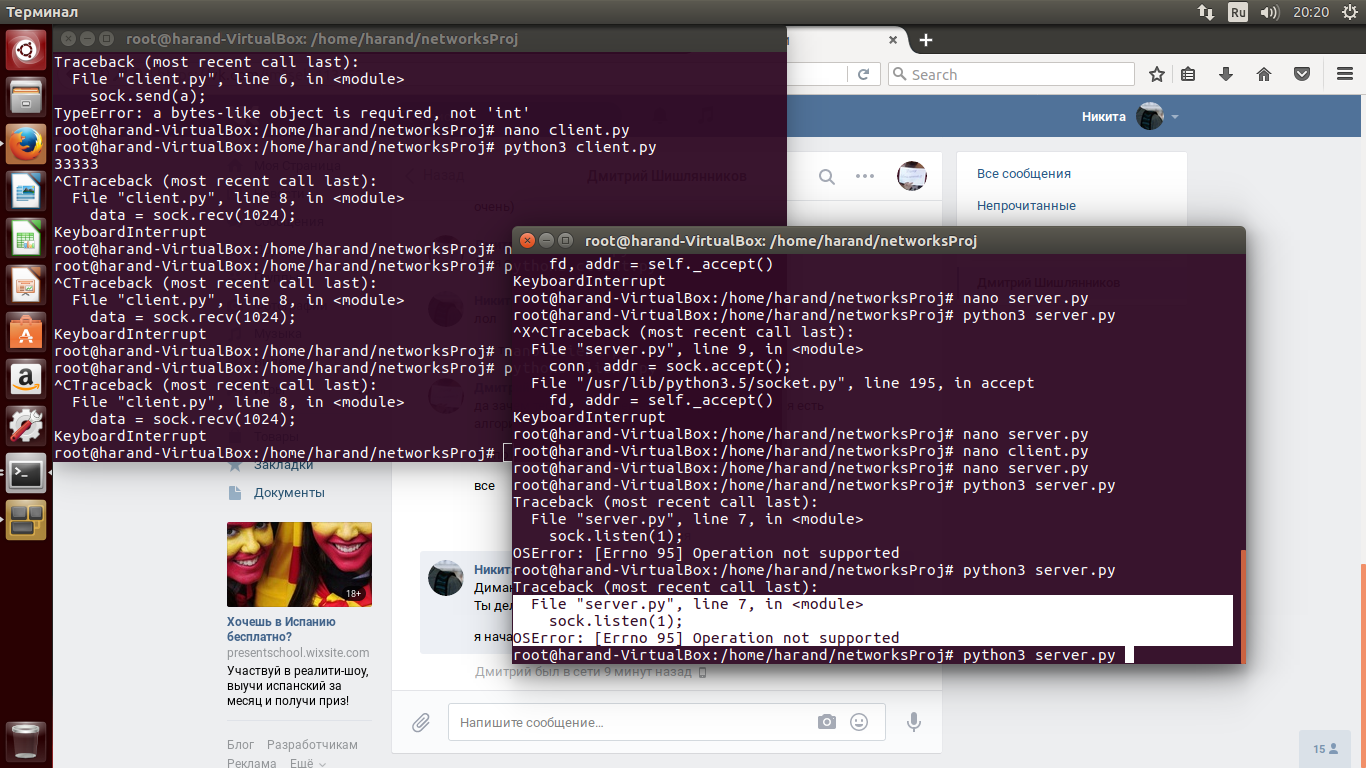 Терминал
Ru
20:20
root@harand-VirtualBox: /home/harand/networksProj
Traceback (most recent call last):
File "client.py", line 6, in <module>
sock.send(a);
TypeError: a bytes-like object is required, not 'int'
root@harand-VirtualBox:/home/harand/networksProj# nano client.py
root@harand-VirtualBox:/home/harand/networksProj# python3 client.py
33333
^CTraceback (most recent call last):
File "client.py", line 8, in <module>
data = sock.recv(1024);
KeyboardInterrupt
root@harand-VirtualBox:/home/harand/networksProj# n
root@harand-VirtualBox:/home/harand/networksProj# p
^CTraceback (most recent call last):
File "client.py", line 8, in <module>
data = sock.recv(1024);
KeyboardInterrupt
root@harand-VirtualBox:/home/harand/networksProj# n
root@harand-VirtualBox:/home/harand/networksProj# p
^CTraceback (most recent call last):
File "client.py", line 8, in <module>
data = sock.recv(1024);
KeyboardInterrupt
root@harand-VirtualBox:/home/harand/networksProj#
Search
Никита
Дмитрий Шишлянников
очень)
Все сообщения
Непрочитанные
root@harand-VirtualBox: /home/harand/networksProj
fd, addr = self._accept()
KeyboardInterrupt
root@harand-VirtualBox:/home/harand/networksProj# nano server.py
root@harand-VirtualBox:/home/harand/networksProj# python3 server.py
^X^CTraceback (most recent call last):
File "server.py", line 9, in <module>
conn, addr = sock.accept();
File "/usr/lib/python3.5/socket.py", line 195, in accept
fd, addr = self._accept()
KeyboardInterrupt
root@harand-VirtualBox:/home/harand/networksProj# nano server.py
root@harand-VirtualBox:/home/harand/networksProj# nano client.py
root@harand-VirtualBox:/home/harand/networksProj# nano server.py
root@harand-VirtualBox:/home/harand/networksProj# python3 server.py
Traceback (most recent call last):
File "server.py", line 7, in <module>
sock.listen(1);
OSError: [Errno 95] Operation not supported
root@harand-VirtualBox:/home/harand/networksProj# python3 server.py
Traceback (most recent call last):
File "server.py", line 7, in <module>
sock.listen(1);
OSError: [Errno 95] Operation not supported
root@harand-VirtualBox:/home/harand/networksProj# python3 server.py
Закладки
Документы
18+
Хочешь в Испанию
бесплатно?
presentschool.wixsite.com
Участвуй в реалити-шоу,
выучи испанский за
месяц и получи приз!
Блог Разработчикам
Реклама Ещё
все
Никит
Диман
Ты дел
я нача
Дмитрий был в сети 9 минут назад
Напишите сообщение...
15